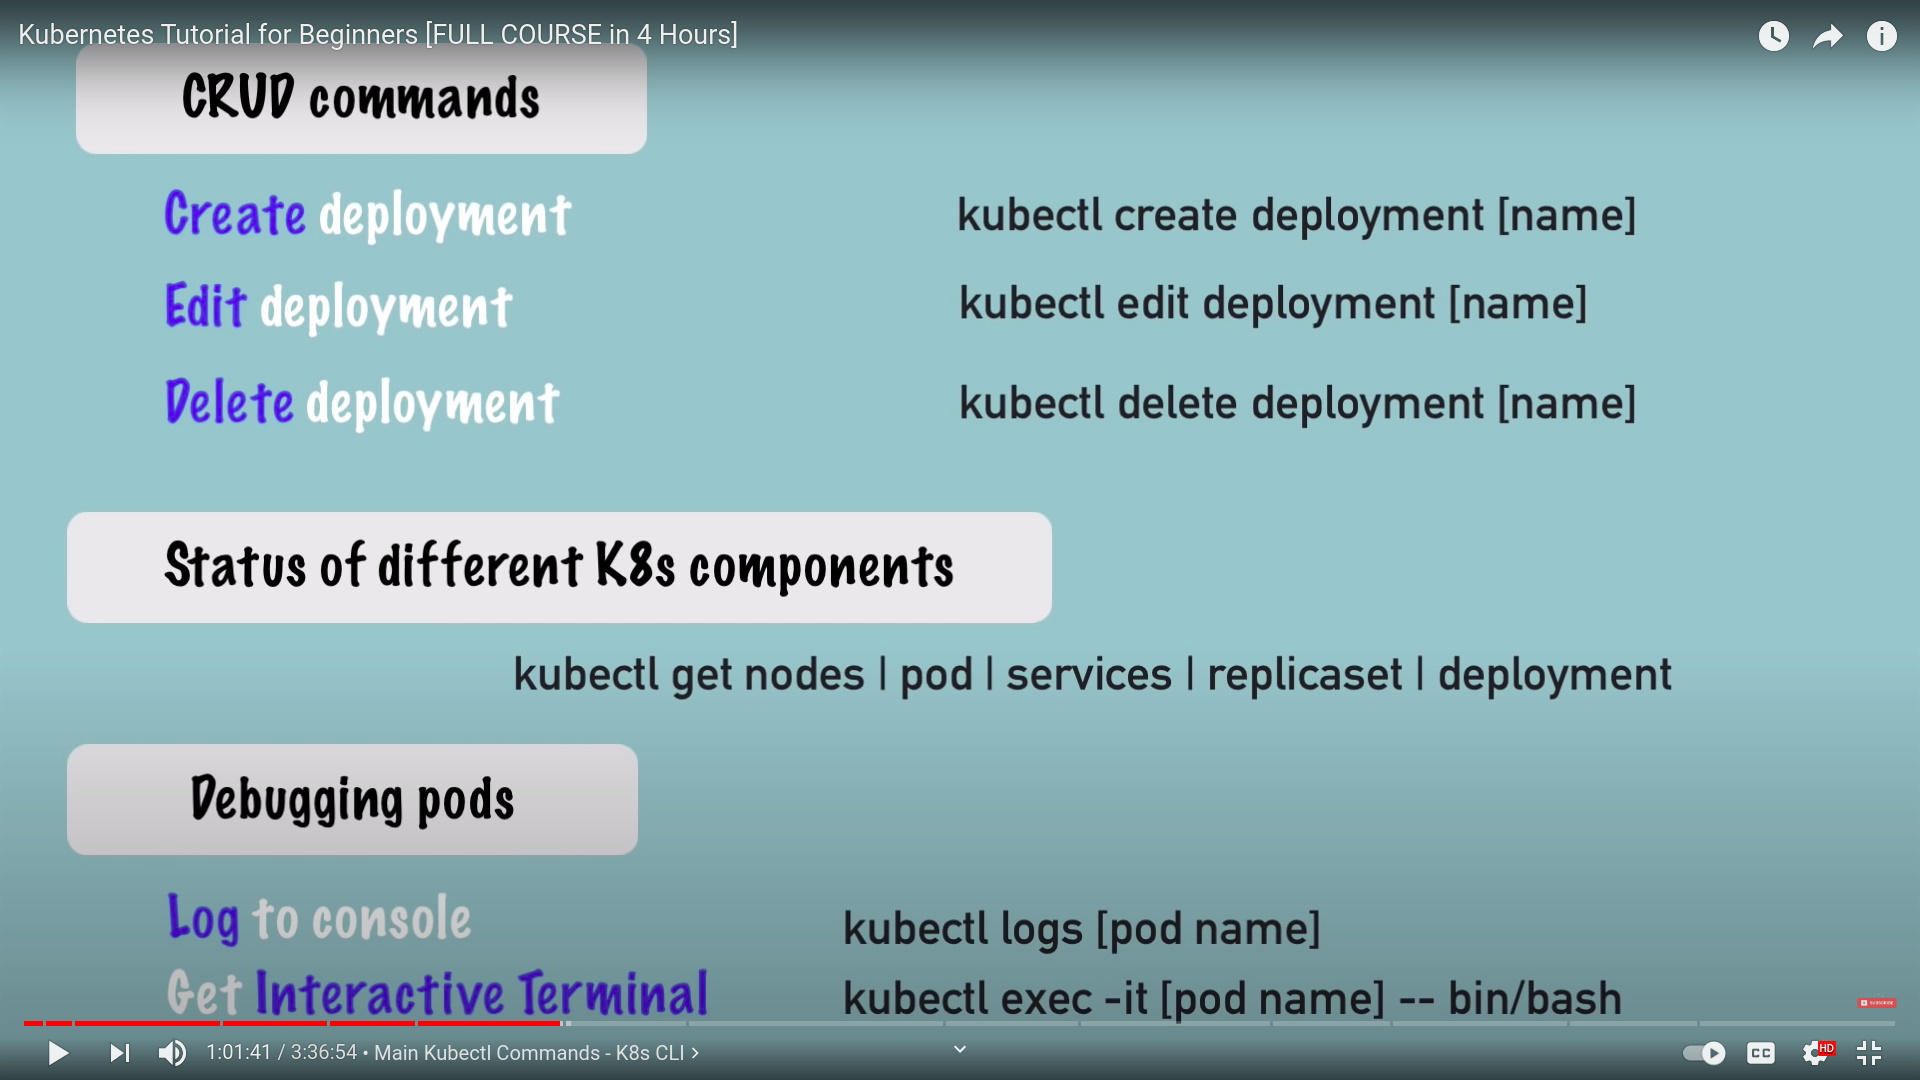 Kubernetes Tutorial for Beginners [FULL COURSE in 4 Hours]
CRUD commands
Create deployment kubectl create deployment [name]
Edit deployment kubectl edit deployment [name]
Delete deployment kubectl delete deployment [name]
Status of different K8s components
kubectl get nodes | pod | services | replicaset | deployment
Debugging pods
Log to console kubectl logs [pod name]
Get Interactive Terminal kubectl exec -it [pod name] -- bin/bash
SUBSCRIBE
1:01:41 / 3:36:54 • Main Kubectl Commands - K8s CLI
CC
HD